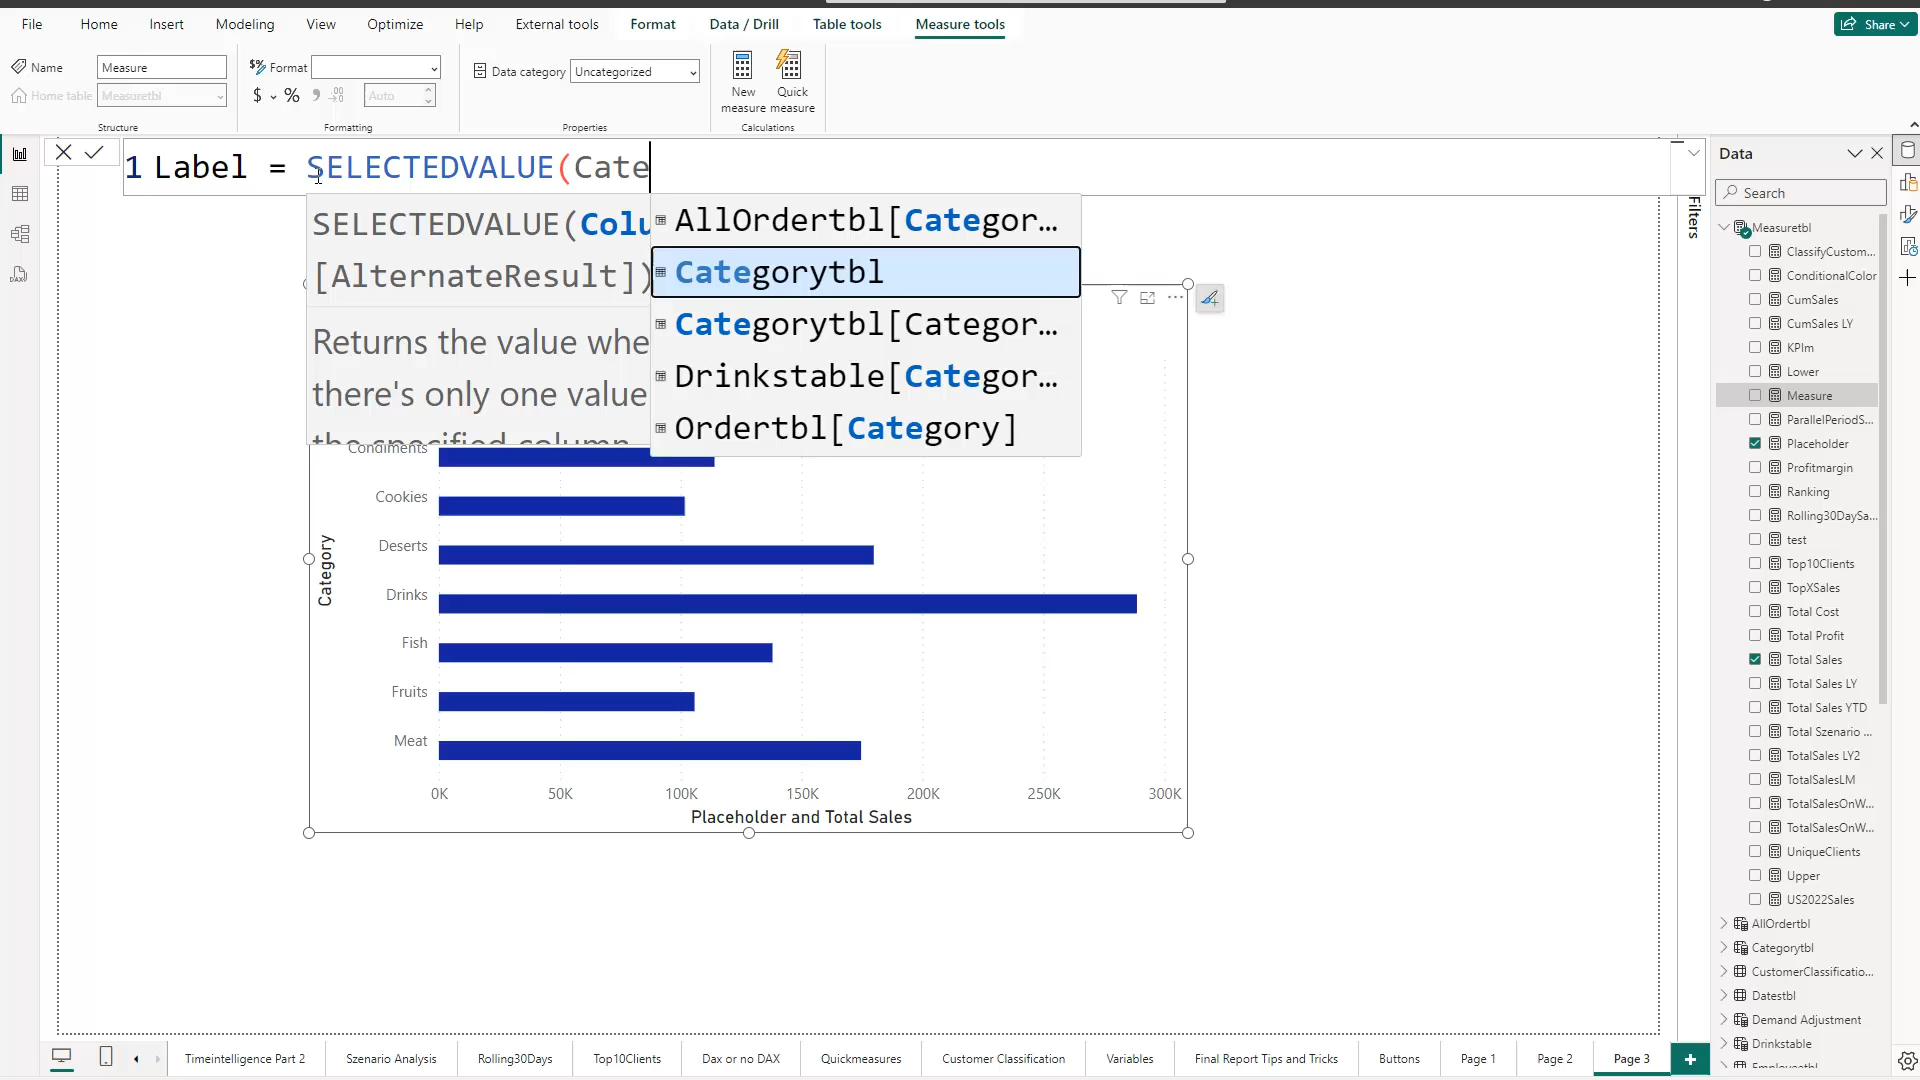 File Home Insert Modeling View Optimize Help External tools Format Data / Drill Table tools Measure tools Share
Name Measure
Home table Measuretbl
Structure
Format
$ % Auto
Formatting
Data category Uncategorized
Properties
New measure
Quick measure
Calculations
1 Label = SELECTEDVALUE(Cate
SELECTEDVALUE(Colu
[AlternateResult])
Returns the value whe
there's only one value
the specified column
AllOrdertbl[Categor…
Categorytbl
Categorytbl[Categor…
Drinkstable[Categor…
Ordertbl[Category]
Condiments
Cookies
Deserts
Drinks
Fish
Fruits
Meat
Category
0K 50K 100K 150K 200K 250K 300K
Placeholder and Total Sales
Filters
Data
Search
Measuretbl
ClassifyCustom...
ConditionalColor
CumSales
CumSales LY
KPIm
Lower
Measure
ParallelPeriodS...
Placeholder
Profitmargin
Ranking
Rolling30DaySa...
test
Top10Clients
TopXSales
Total Cost
Total Profit
Total Sales
Total Sales LY
Total Sales YTD
Total Szenario ...
TotalSales LY2
TotalSalesLM
TotalSalesOnW...
TotalSalesOnW...
UniqueClients
Upper
US2022Sales
AllOrdertbl
Categorytbl
CustomerClassificatio...
Datestbl
Demand Adjustment
Drinkstable
Employeetbl
Timeintelligence Part 2 Szenario Analysis Rolling30Days Top10Clients Dax or no DAX Quickmeasures Customer Classification Variables Final Report Tips and Tricks Buttons Page 1 Page 2 Page 3